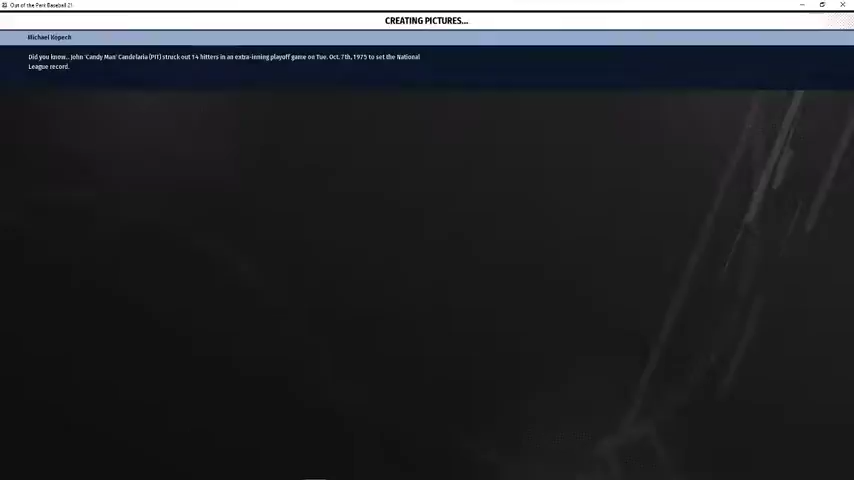 Out of the Park Baseball 21
CREATING PICTURES...
Michael Kopech
Did you know... John 'Candy Man' Candelaria (PIT) struck out 14 hitters in an extra-inning playoff game on Tue. Oct. 7th, 1975 to set the National
League record.